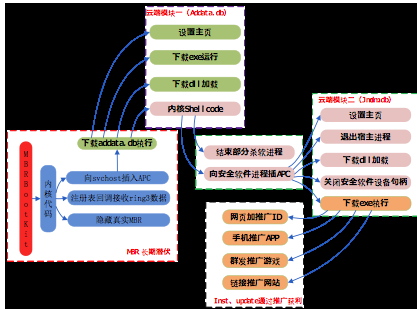 云端模块一（Addata.db）
设置主页
下载exe运行
下载dll加载
内核Shellcode
云端模块二（Jndm.db）
设置主页
退出宿主进程
下载dll加载
关闭安全软件设备句柄
下载exe执行
结束部分杀软进程
向安全软件进程插APC
下载addata.db执行
MBRBootKit
内核代码
向svchost插入APC
注册表回调接收ring3数据
隐藏真实MBR
MBR 长期潜伏
网页加推广ID
手机推广APP
群发推广游戏
链接推广网站
Inst、update通过推广获利